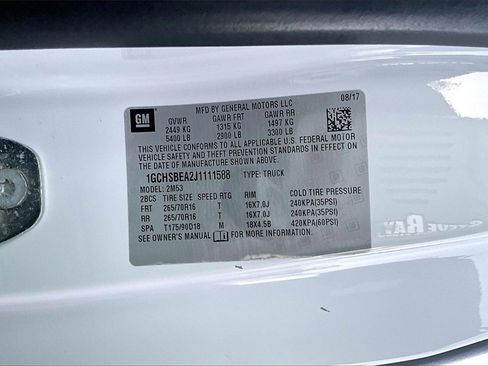 MFD BY GENERAL MOTORS LLC 08/17
GM GVWR GAWR FRT GAWR RR
2449 KG 1315 KG 1497 KG
5400 LB 2900 LB 3300 LB
THIS VEHICLE CONFORMS TO ALL APPLICABLE U.S. FEDERAL MOTOR
VEHICLE SAFETY AND THEFT PREVENTION STANDARDS IN EFFECT
ON THE DATE OF MANUFACTURE SHOWN ABOVE.
1GCHSBEA2J1111588 TYPE: TRUCK
MODEL: 2M53
2BCS TIRE SIZE SPEED RTG RIM COLD TIRE PRESSURE
FRT 265/70R16 T 16X7.0J 240KPA(35PSI)
RR 265/70R16 T 16X7.0J 240KPA(35PSI)
SPA T175/90D18 M 18X4.5B 420KPA(60PSI)
SEE OWNER'S MANUAL FOR MORE INFORMATION.